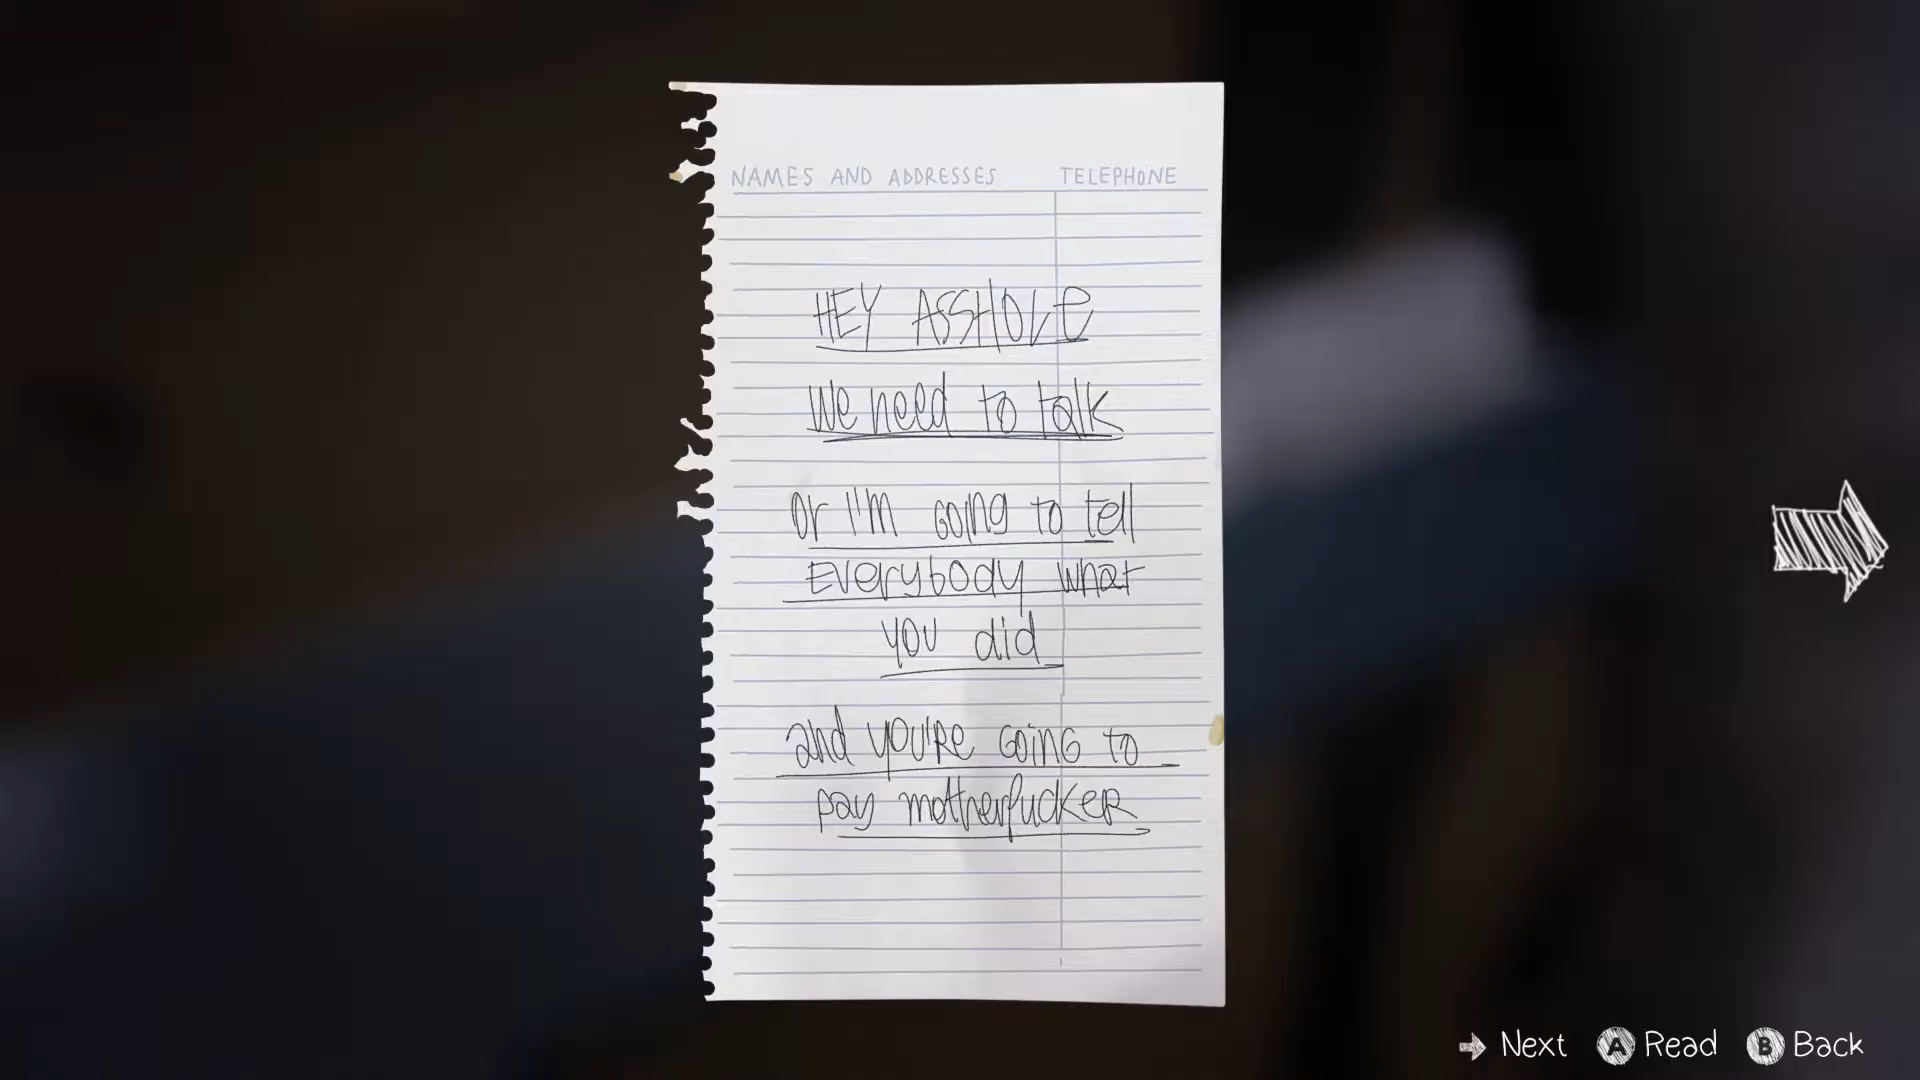 NAMES AND ADDRESSES TELEPHONE
HEY ASSHOLE
We need to talk
Or I'm GOING to tell
EVerybody what
you did
and you're GOING to
pay motherfucker
Next A Read B Back